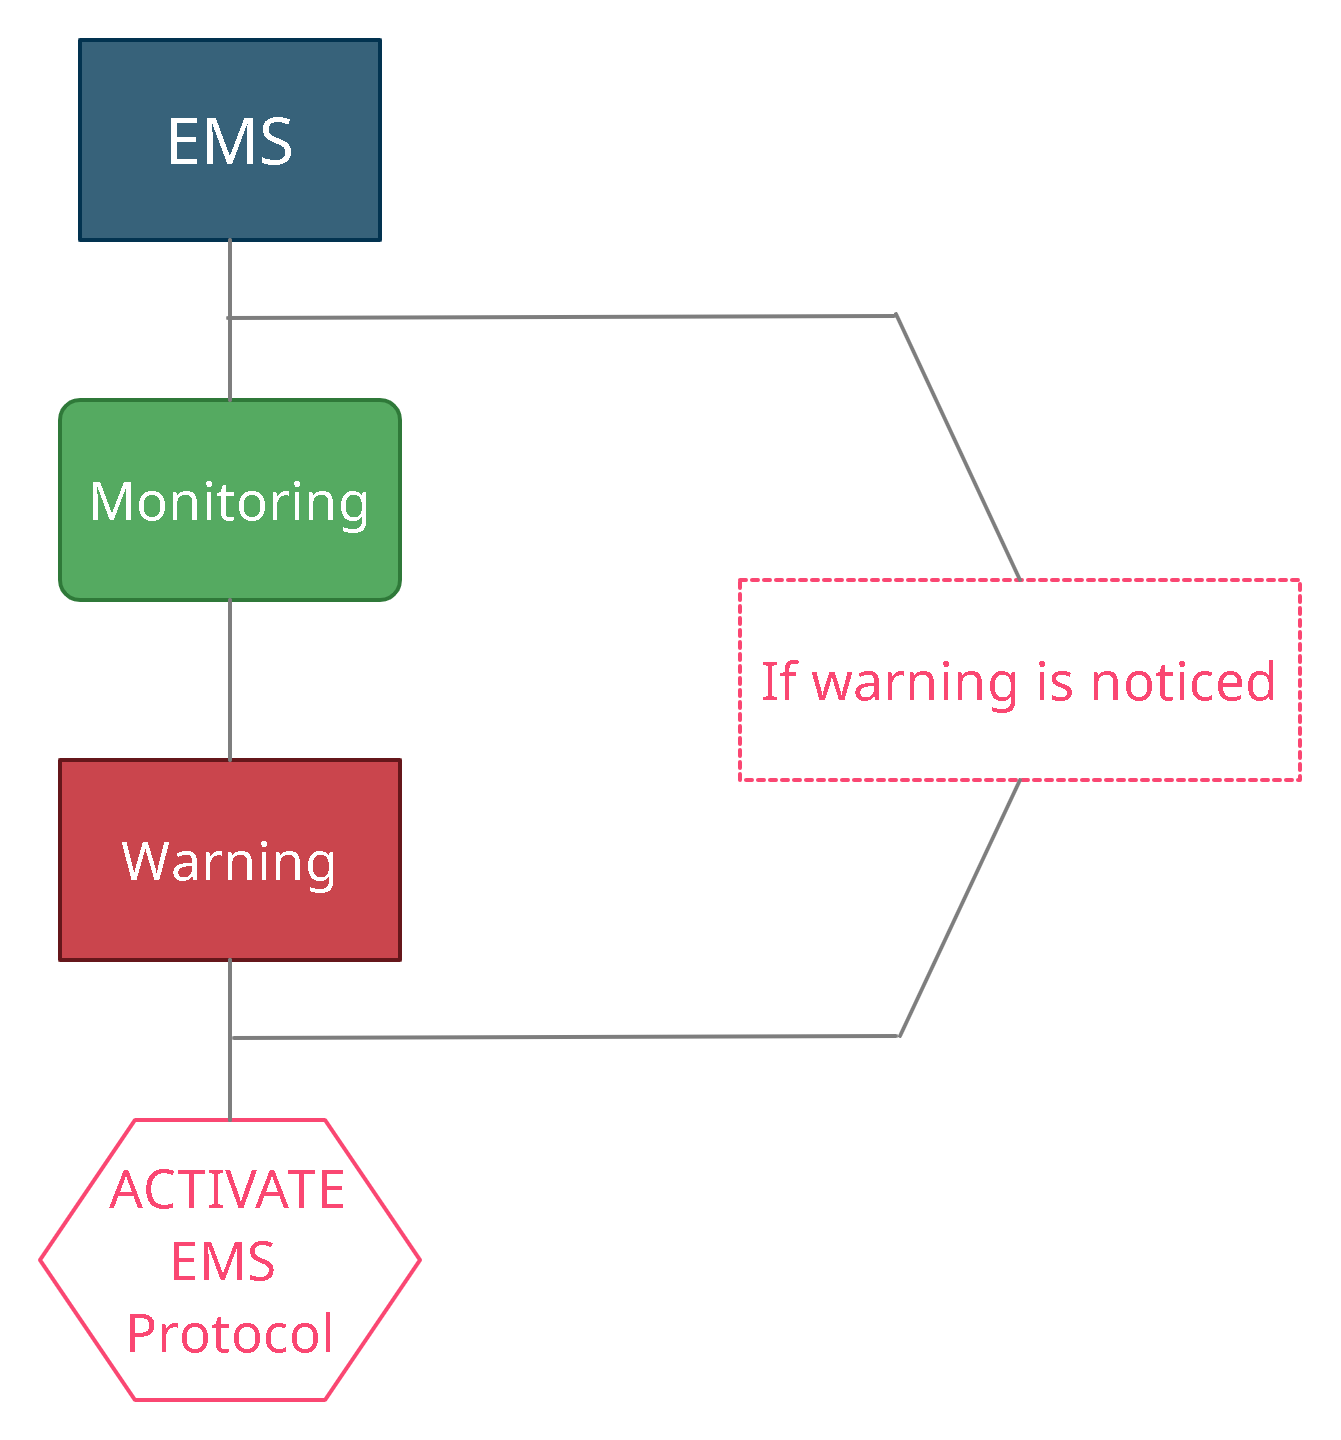 EMS
Monitoring
If warning is noticed
Warning
ACTIVATE
EMS
Protocol